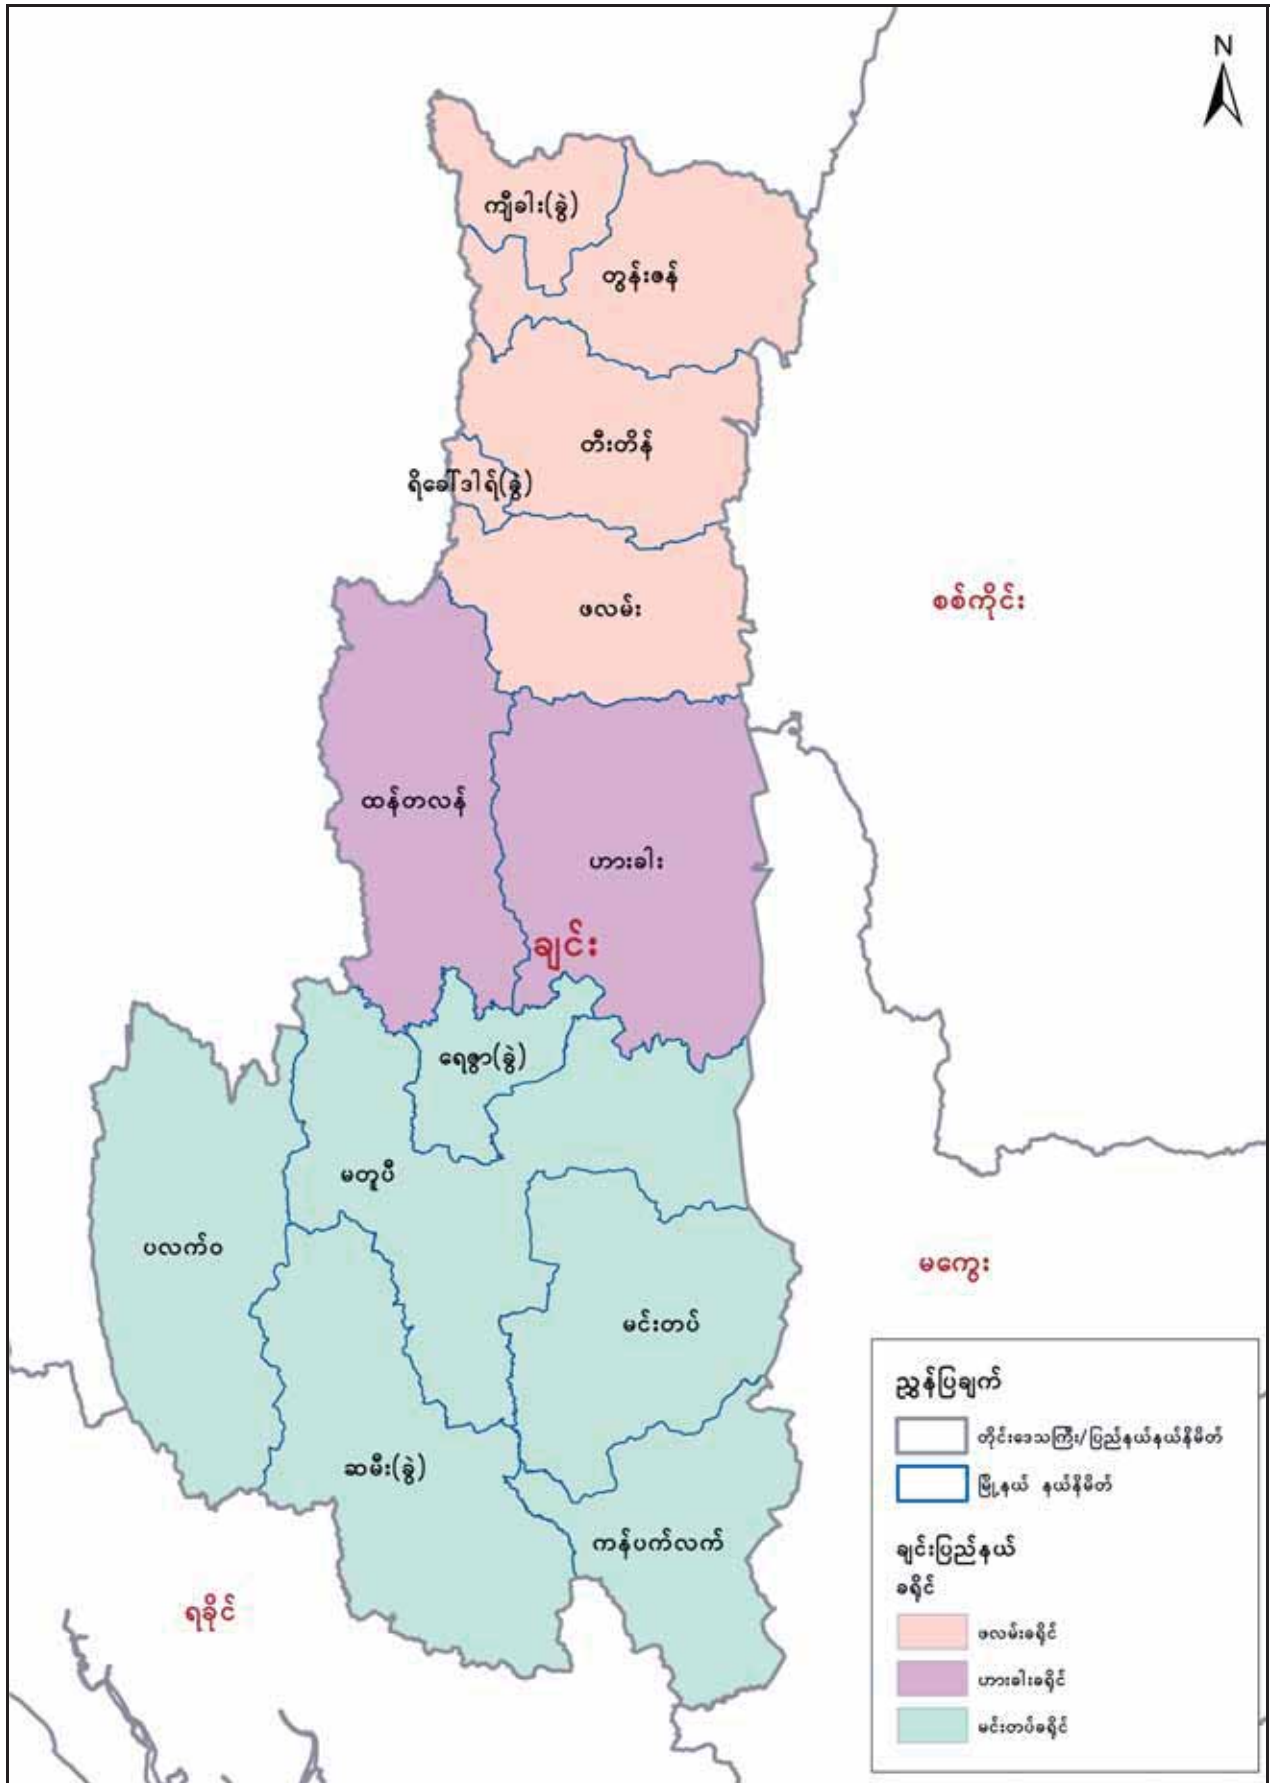 N
ကျီခါး(ခွဲ)
တွန်းဇန်
တီးတိန်
ရိခေါ်ဒါရ်(ခွဲ)
ဖလမ်း
စစ်ကိုင်း
ထန်တလန်
ဟားခါး
ချင်း
ရေဇွာ(ခွဲ)
မတူပီ
ပလက်ဝ
မကွေး
မင်းတပ်
ဆမီး(ခွဲ)
ကန်ပက်လက်
ရခိုင်
ညွှန်ပြချက်
တိုင်းဒေသကြီး/ပြည်နယ်နယ်နိမိတ်
မြို့နယ် နယ်နိမိတ်
ချင်းပြည်နယ်
ခရိုင်
ဖလမ်းခရိုင်
ဟားခါးခရိုင်
မင်းတပ်ခရိုင်